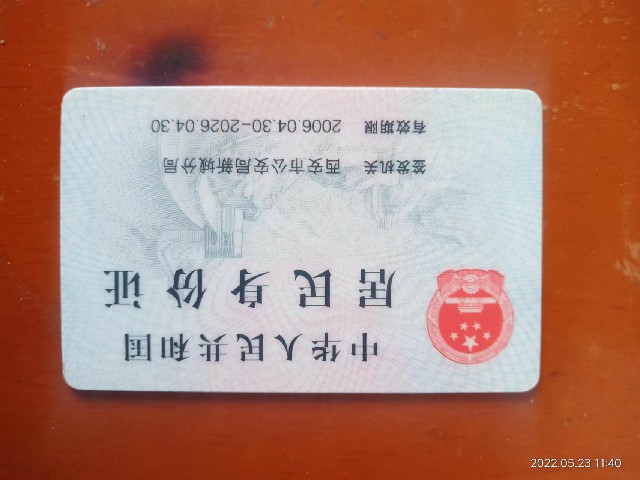 中华人民共和国
居民身份证
签发机关 西安市公安局新城分局
有效期限 2006.04.30-2026.04.30
2022.05.23 11:40